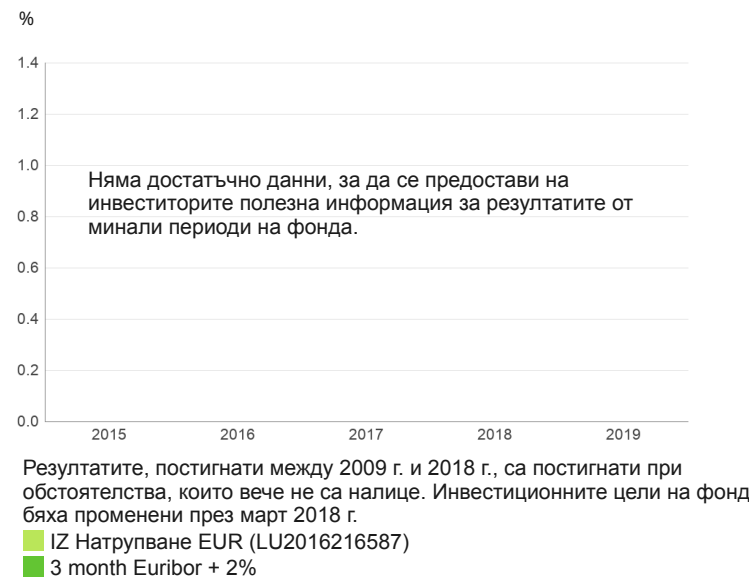 %
1.4
1.2
1.0
Няма достатъчно данни, за да се предостави на
инвеститорите полезна информация за резултатите от
0.8
минали периоди на фонда.
0.6
0.4
0.2
0.0
2015 2016 2017 2018 2019
Резултатите, постигнати между 2009 г. и 2018 г., са постигнати при
обстоятелства, които вече не са налице. Инвестиционните цели на фонд
бяха променени през март 2018 г.
IZ Натрупване EUR (LU2016216587)
3 month Euribor + 2%